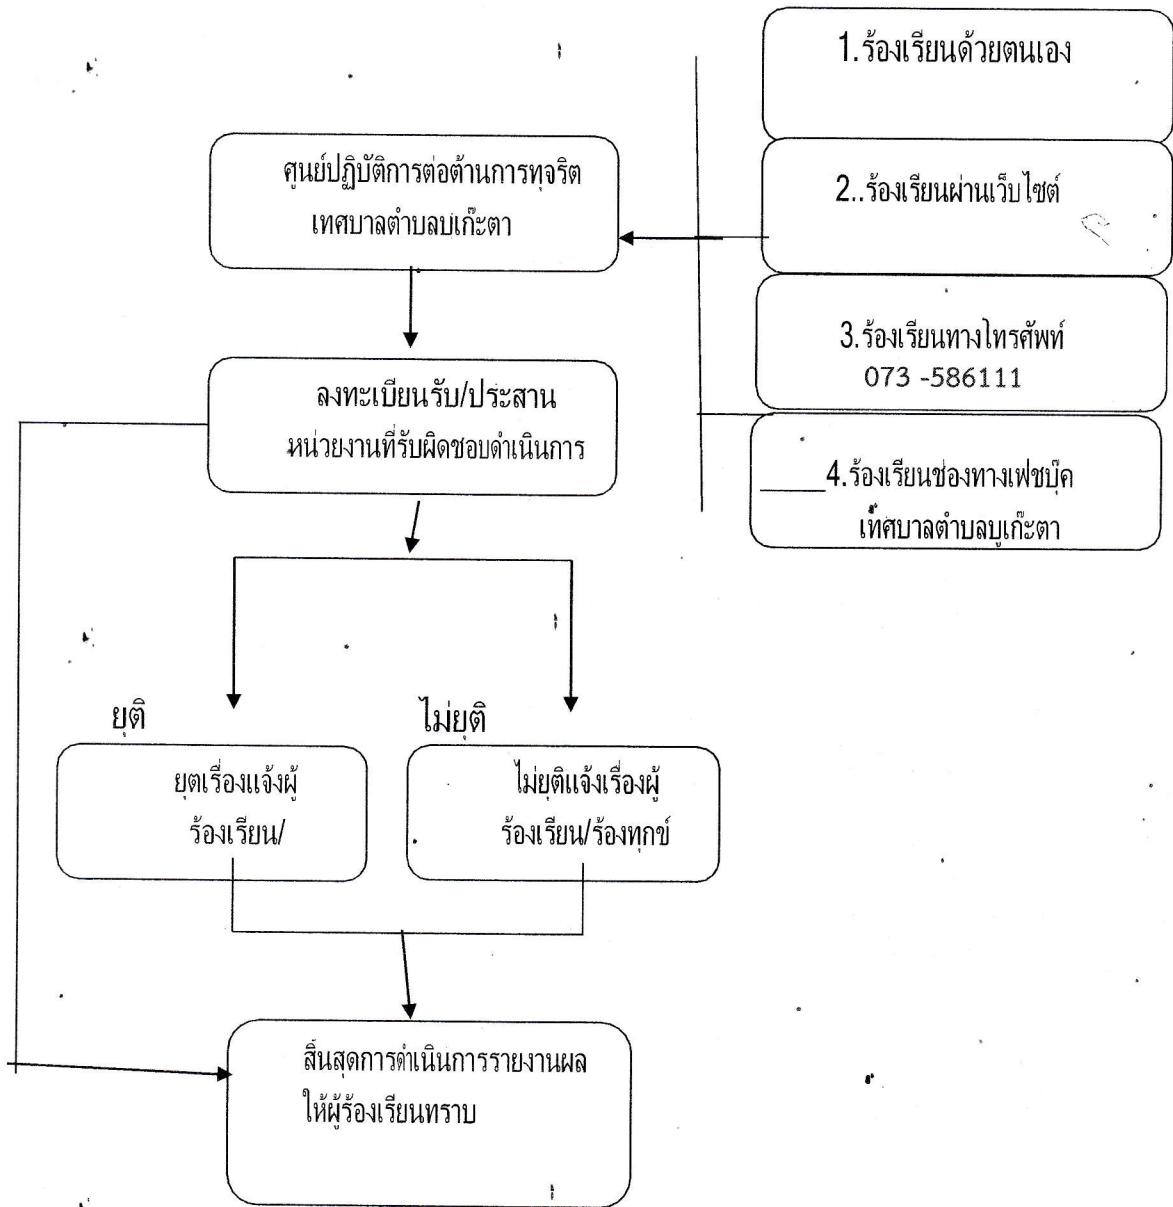 1.ร้องเรียนด้วยตนเอง
ศูนย์ปฏิบัติการต่อต้านการทุจริต
เทศบาลตำบลบูเก๊ะตา
2..ร้องเรียนผ่านเว็บไซต์
3.ร้องเรียนทางโทรศัพท์
073 -586111
4.ร้องเรียนช่องทางเฟซบุ๊ค
เทศบาลตำบลบูเก๊ะตา
ลงทะเบียนรับ/ประสาน
หน่วยงานที่รับผิดชอบดำเนินการ
ยุติ
ไม่ยุติ
ยุตเรื่องแจ้งผู้
ร้องเรียน/
ไม่ยุติแจ้งเรื่องผู้
ร้องเรียน/ร้องทุกข์
สิ้นสุดการดำเนินการรายงานผล
ให้ผู้ร้องเรียนทราบ